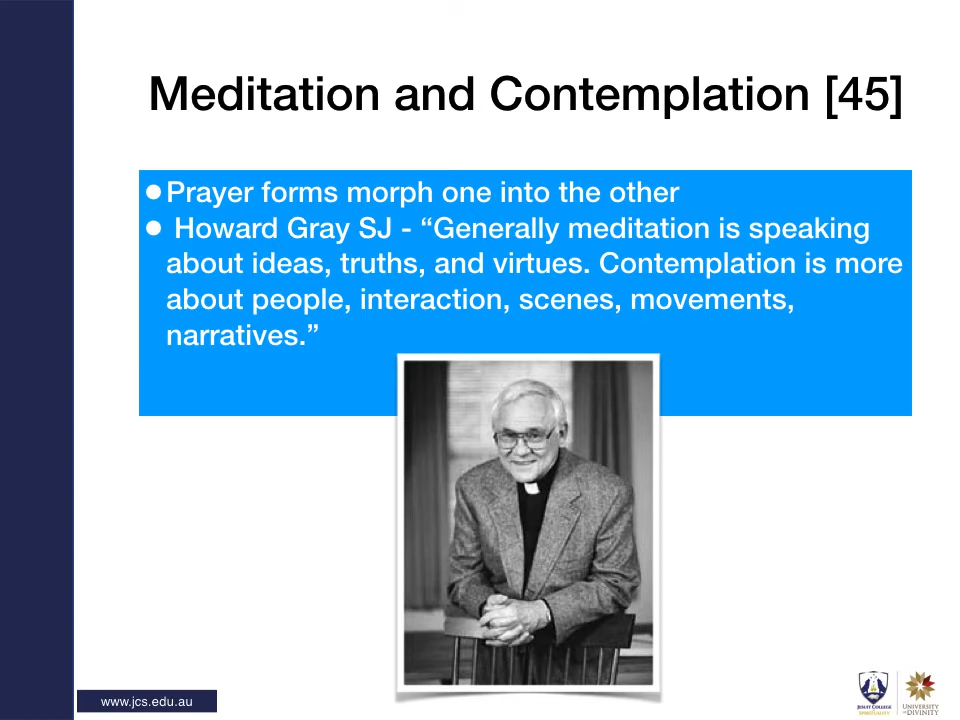 Meditation and Contemplation [45]
●Prayer forms morph one into the other
● Howard Gray SJ - “Generally meditation is speaking
about ideas, truths, and virtues. Contemplation is more
about people, interaction, scenes, movements,
narratives.”
www.jcs.edu.au
JESUIT COLLEGE
SPIRITUALITY
UNIVERSITY
OF DIVINITY